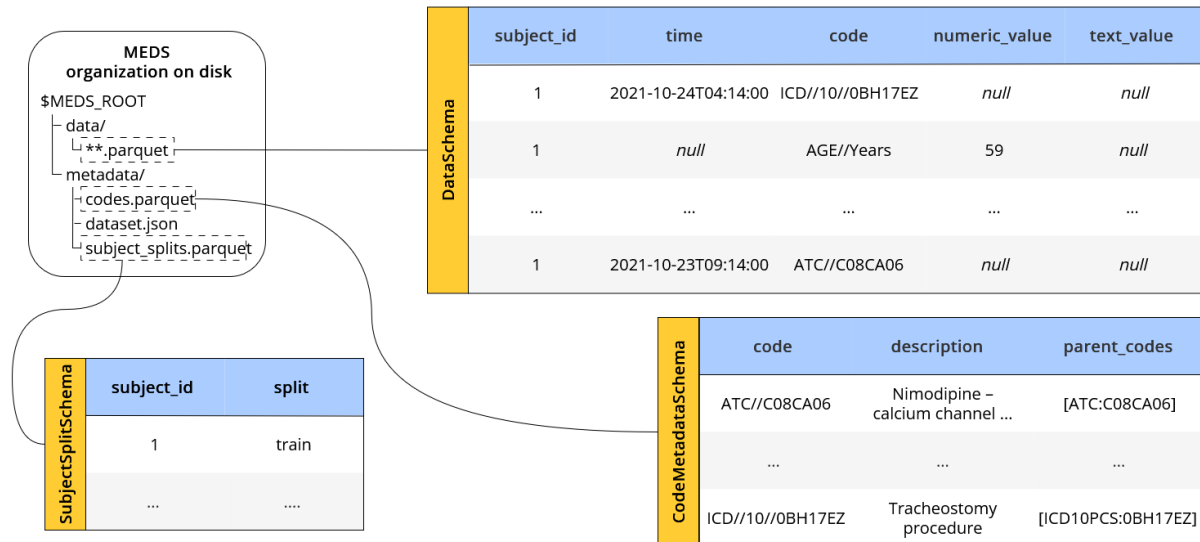 MEDS
organization on disk
$MEDS_ROOT
data/
**.parquet
metadata/
codes.parquet
dataset.json
subject_splits.parquet
DataSchema
subject_id time code numeric_value text_value
1 2021-10-24T04:14:00 ICD//10//0BH17EZ null null
1 null AGE//Years 59 null
... ... ... ... ...
1 2021-10-23T09:14:00 ATC//C08CA06 null null
SubjectSplitSchema
subject_id split
1 train
... ....
CodeMetadataSchema
code description parent_codes
ATC//C08CA06 Nimodipine – [ATC:C08CA06]
calcium channel ...
... ... ...
ICD//10//0BH17EZ Tracheostomy [ICD10PCS:0BH17EZ]
procedure